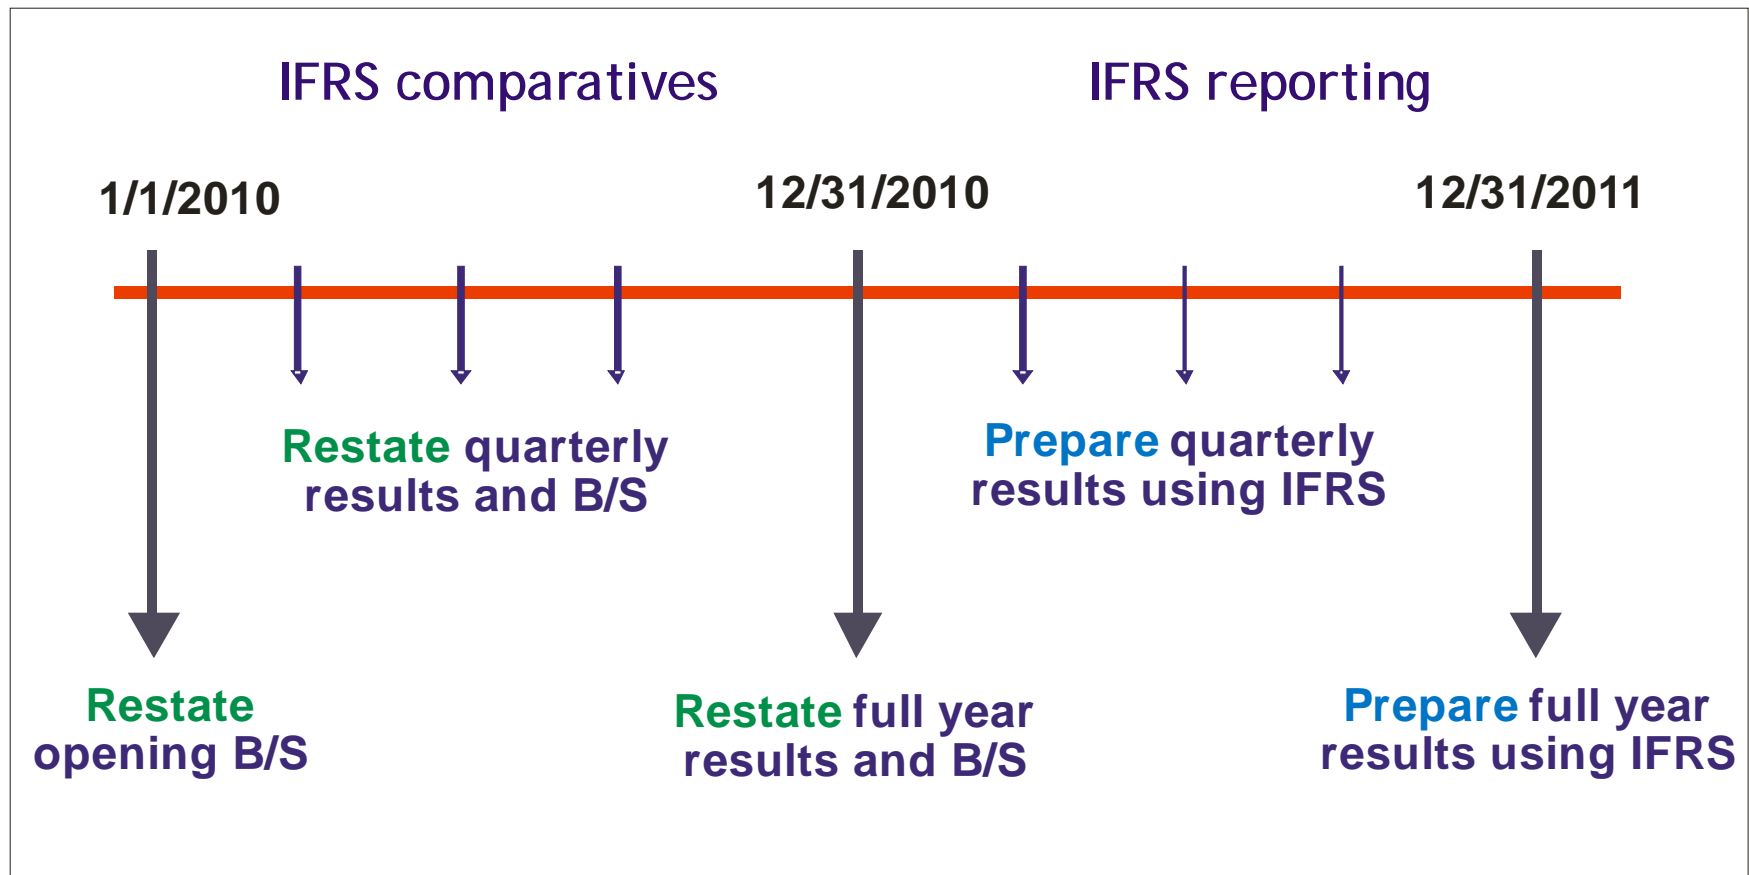 IFRS comparatives
IFRS reporting
1/1/2010
12/31/2010
12/31/2011
Restate quarterly
results and B/S
Prepare quarterly
results using IFRS
Restate
opening B/S
Restate full year
results and B/S
Prepare full year
results using IFRS